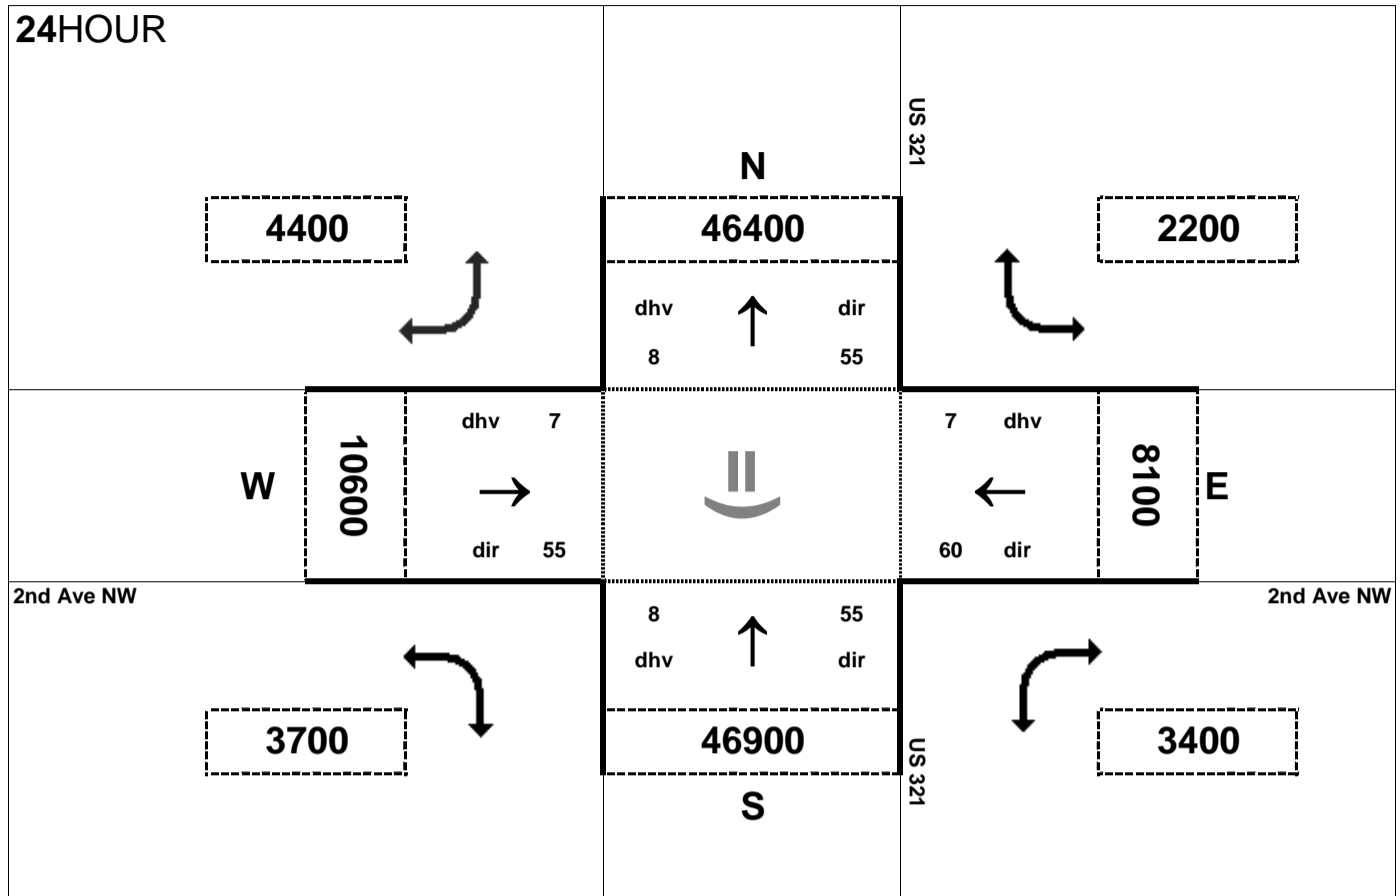 24HOUR
US 321
N
4400
46400
2200
dhv
dir
8
55
dhv 7
7 dhv
W
10600
8100
E
dir 55
60 dir
2nd Ave NW
2nd Ave NW
8
55
dhv
dir
3700
46900
3400
US 321
S